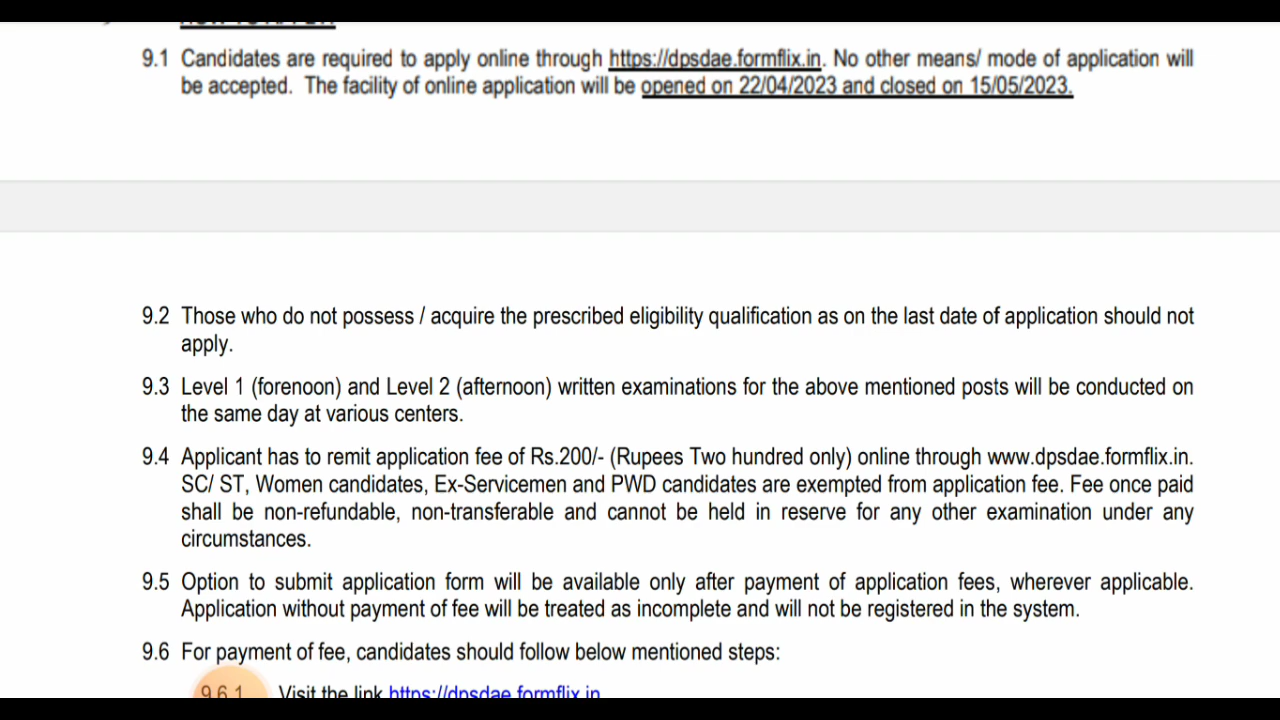 9.1 Candidates are required to apply online through https://dpsdae.formflix.in. No other means/ mode of application will
be accepted. The facility of online application will be opened on 22/04/2023 and closed on 15/05/2023.
9.2 Those who do not possess / acquire the prescribed eligibility qualification as on the last date of application should not
apply.
9.3 Level 1 (forenoon) and Level 2 (afternoon) written examinations for the above mentioned posts will be conducted on
the same day at various centers.
9.4 Applicant has to remit application fee of Rs.200/- (Rupees Two hundred only) online through www.dpsdae.formflix.in.
SC/ ST, Women candidates, Ex-Servicemen and PWD candidates are exempted from application fee. Fee once paid
shall be non-refundable, non-transferable and cannot be held in reserve for any other examination under any
circumstances.
9.5 Option to submit application form will be available only after payment of application fees, wherever applicable.
Application without payment of fee will be treated as incomplete and will not be registered in the system.
9.6 For payment of fee, candidates should follow below mentioned steps:
9.6.1 Visit the link https://dpsdae.formflix.in